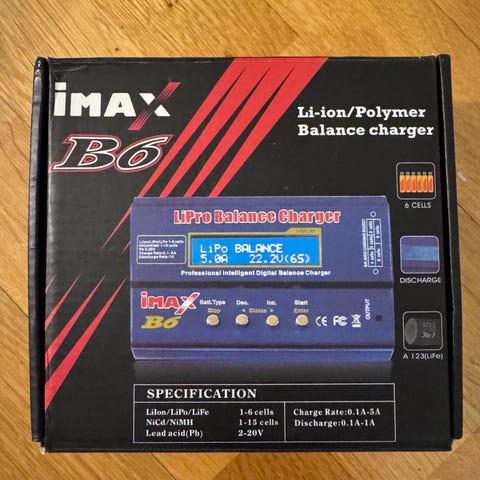 iMAX
B6
Li-ion/Polymer
Balance charger
6 CELLS
DISCHARGE
A 123(LiFe)
LiPro Balance Charger
DISPLAY
LiPo BALANCE
5.0A 22.2V(6S)
Professional Intelligent Digital Balance Charger
iMAX
B6
Batt.Type
Stop
Dec.
Inc.
◄ Status ►
Start
Enter
CE FC
OUTPUT
SPECIFICATION
LiIon/LiPo/LiFe 1-6 cells
NiCd/NiMH 1-15 cells
Lead acid(Pb) 2-20V
Charge Rate:0.1A-5A
Discharge:0.1A-1A